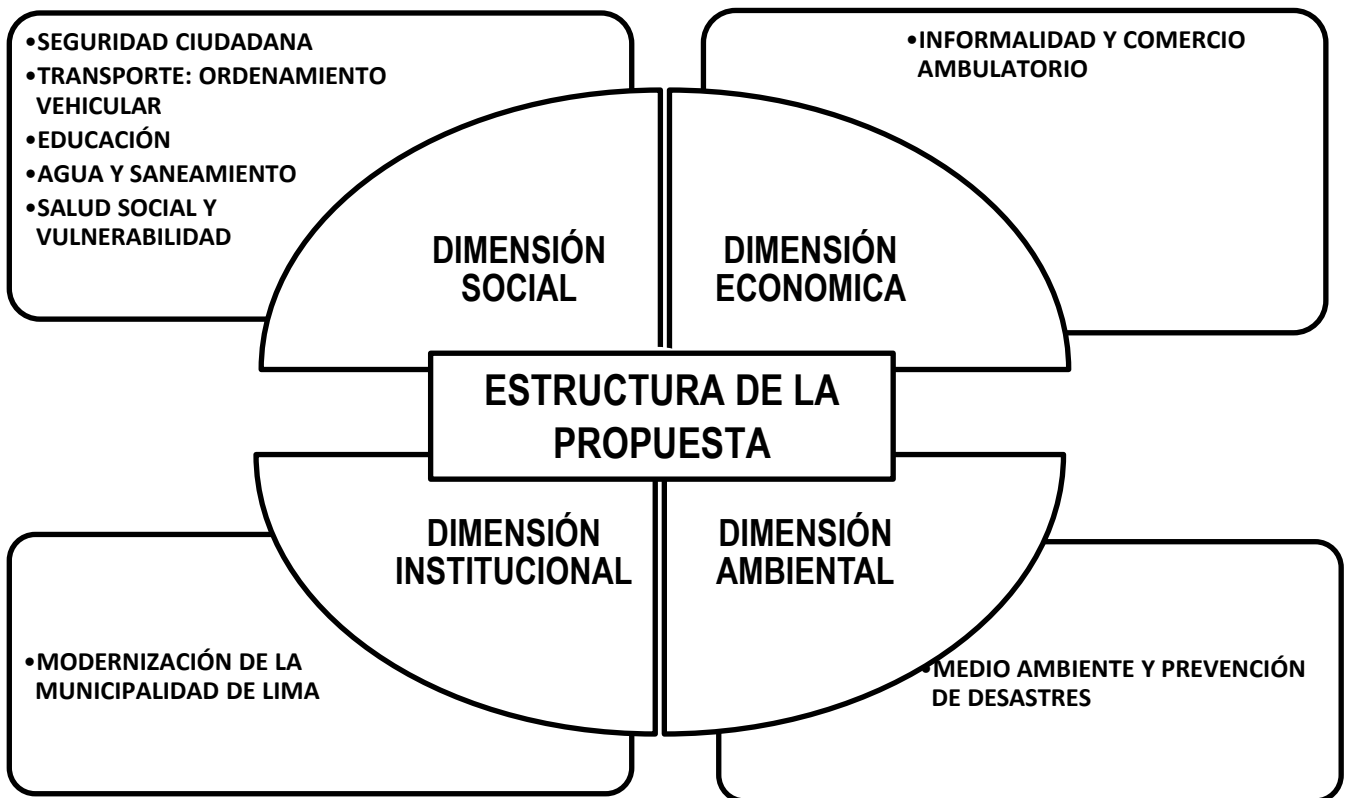 •SEGURIDAD CIUDADANA
•TRANSPORTE: ORDENAMIENTO
VEHICULAR
•EDUCACIÓN
•AGUA Y SANEAMIENTO
•SALUD SOCIAL Y
VULNERABILIDAD
•INFORMALIDAD Y COMERCIO
AMBULATORIO
DIMENSIÓN
SOCIAL
DIMENSIÓN
ECONOMICA
ESTRUCTURA DE LA
PROPUESTA
DIMENSIÓN
INSTITUCIONAL
DIMENSIÓN
AMBIENTAL
•MODERNIZACIÓN DE LA
MUNICIPALIDAD DE LIMA
•MEDIO AMBIENTE Y PREVENCIÓN
DE DESASTRES